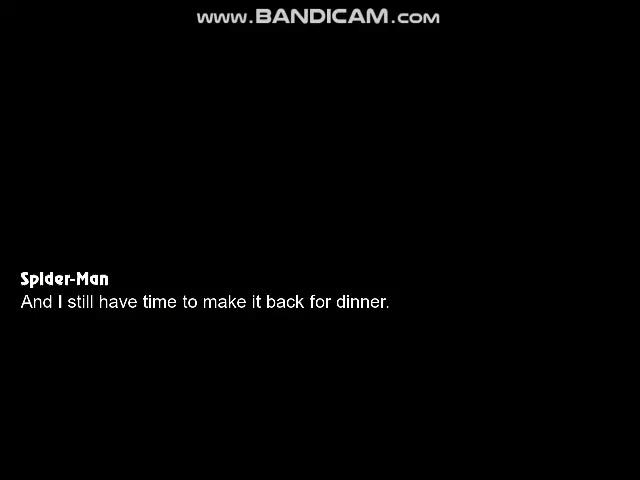 www.BANDICAM.com
Spider-Man
And I still have time to make it back for dinner.